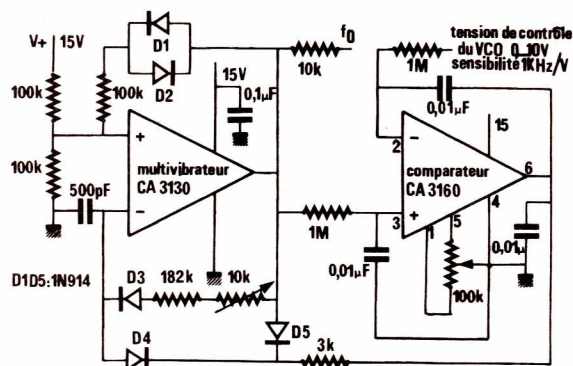 V+
15V
D1
D2
100k
100k
100k
500pF
+
−
multivibrateur
CA 3130
15V
0,1µF
f0
10k
tension de contrôle
du VCO 0_10V
sensibilité 1KHz/V
1M
0,01µF
2
−
15
comparateur
CA 3160
6
4
+
3
1M
0,01µF
1
5
100k
0,01µ
D1D5:1N914
D3
182k
10k
D4
D5
3k